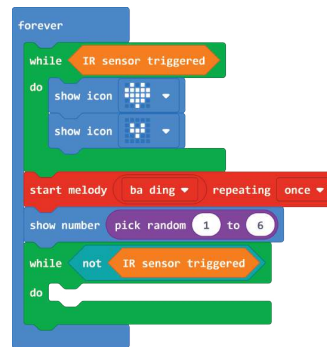 forever
while IR sensor triggered
do
show icon
show icon
start melody ba ding repeating once
show number pick random 1 to 6
while not IR sensor triggered
do